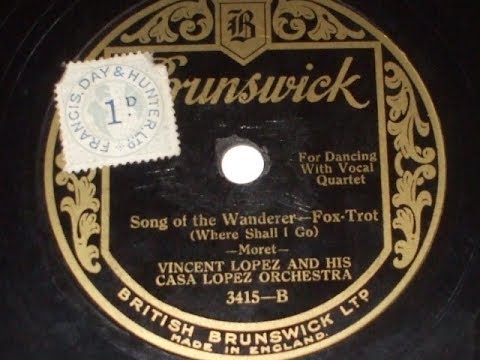 B
Brunswick
FRANCIS, DAY & HUNTER LTD
1D
For Dancing
With Vocal
Quartet
Song of the Wanderer—Fox-Trot
(Where Shall I Go)
—Moret—
VINCENT LOPEZ AND HIS
CASA LOPEZ ORCHESTRA
3415—B
BRITISH BRUNSWICK LTD
MADE IN ENGLAND.